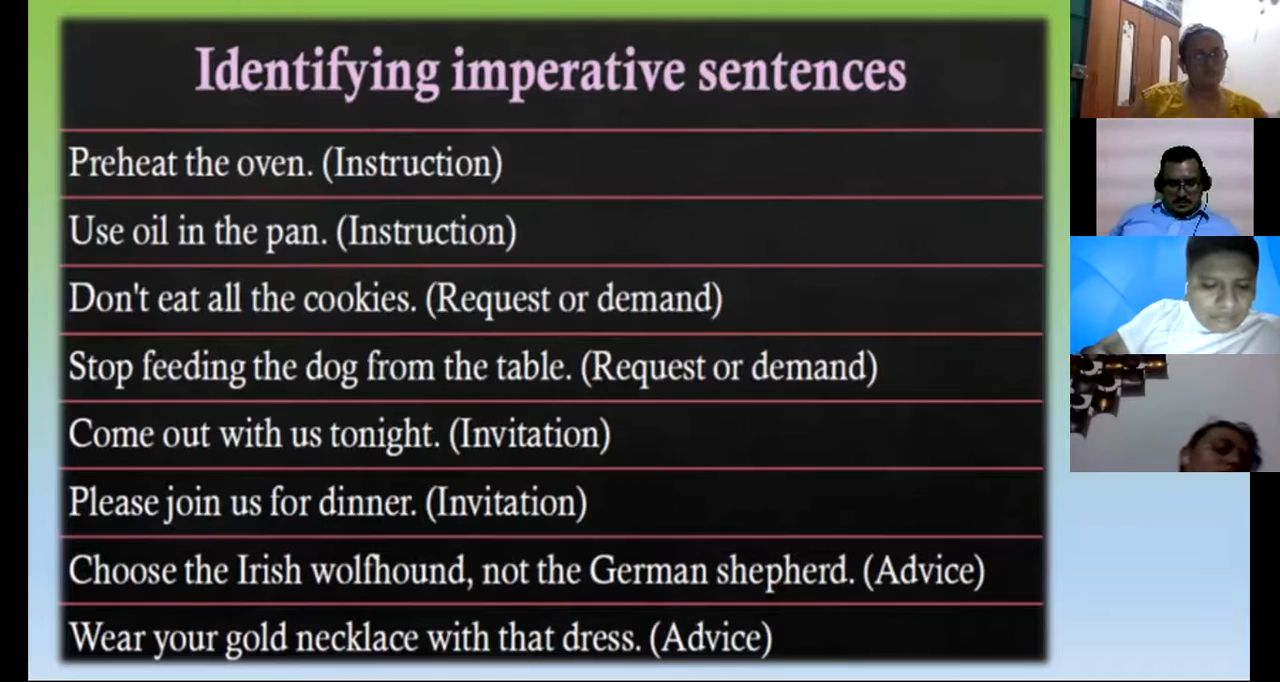 Identifying imperative sentences
Preheat the oven. (Instruction)
Use oil in the pan. (Instruction)
Don't eat all the cookies. (Request or demand)
Stop feeding the dog from the table. (Request or demand)
Come out with us tonight. (Invitation)
Please join us for dinner. (Invitation)
Choose the Irish wolfhound, not the German shepherd. (Advice)
Wear your gold necklace with that dress. (Advice)